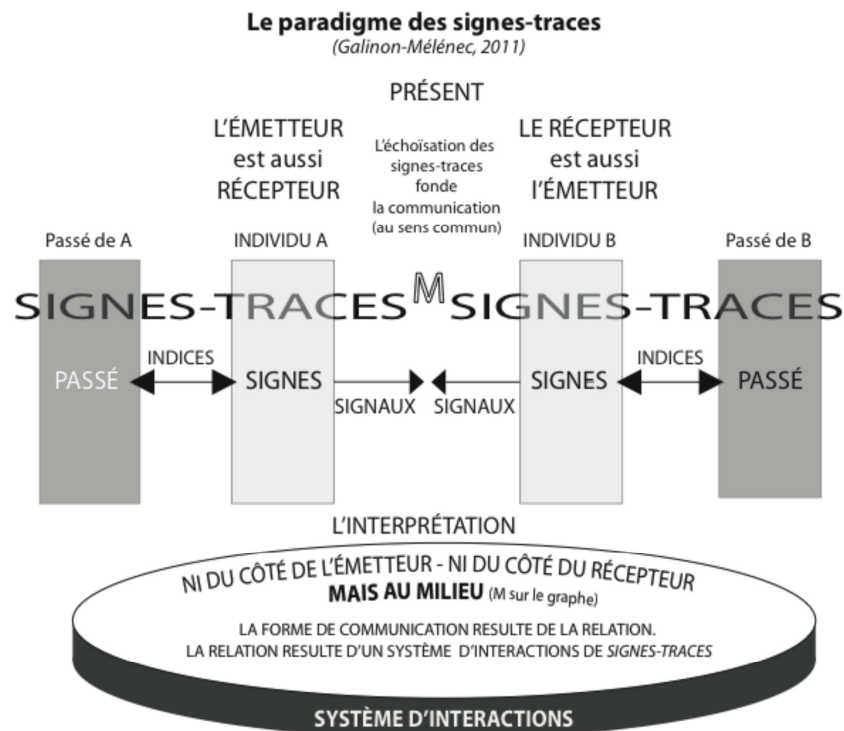 Le paradigme des signes-traces
(Galinon-Mélénec, 2011)
PRÉSENT
L'ÉMETTEUR
est aussi
RÉCEPTEUR
L'échoïsation des
signes-traces
fonde
la communication
(au sens commun)
LE RÉCEPTEUR
est aussi
l'ÉMETTEUR
Passé de A
INDIVIDU A
INDIVIDU B
Passé de B
SIGNES-TRACES M SIGNES-TRACES
PASSÉ
INDICES
SIGNES
SIGNAUX
SIGNAUX
SIGNES
INDICES
PASSÉ
L'INTERPRÉTATION
NI DU CÔTÉ DE L'ÉMETTEUR - NI DU CÔTÉ DU RÉCEPTEUR
MAIS AU MILIEU (M sur le graphe)
LA FORME DE COMMUNICATION RESULTE DE LA RELATION.
LA RELATION RESULTE D'UN SYSTÈME D'INTERACTIONS DE SIGNES-TRACES
SYSTÈME D'INTERACTIONS